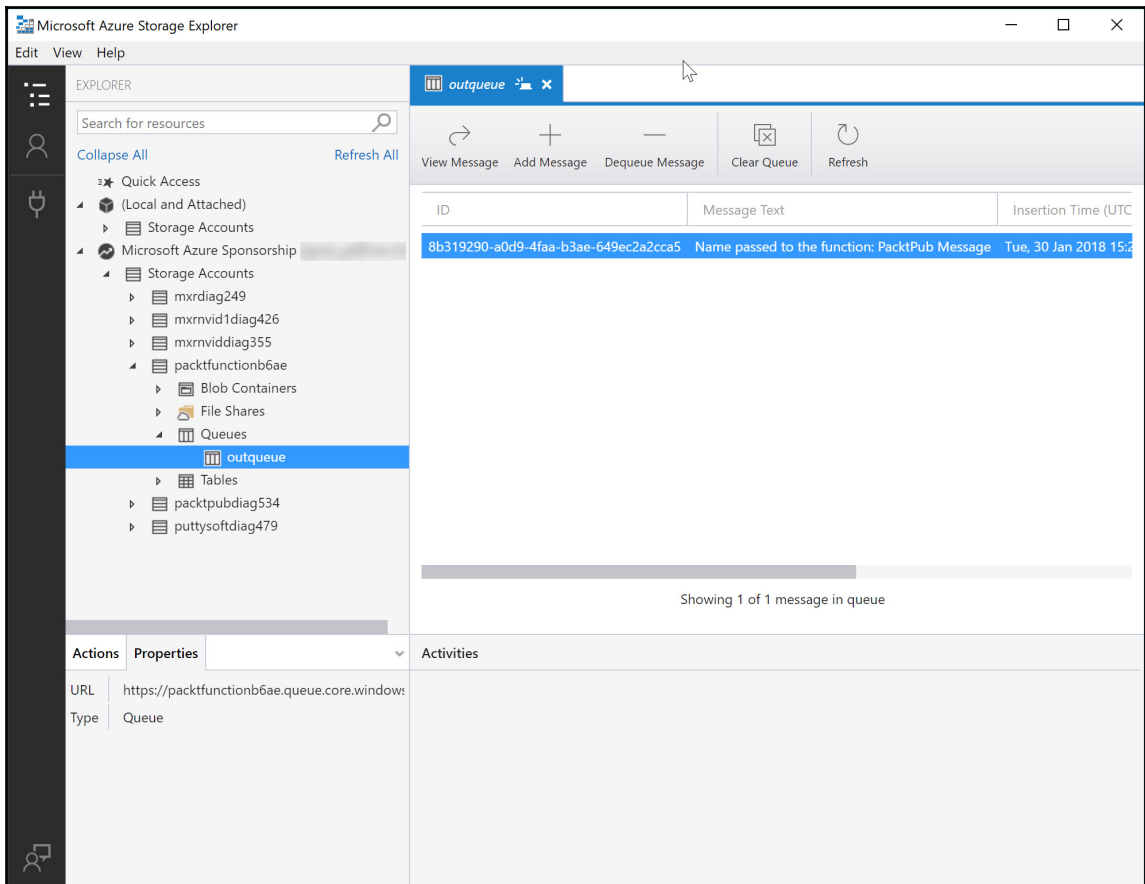 Microsoft Azure Storage Explorer
Edit View Help
EXPLORER
Search for resources
Collapse All Refresh All
Quick Access
(Local and Attached)
Storage Accounts
Microsoft Azure Sponsorship
Storage Accounts
mxrdiag249
mxrnvid1diag426
mxrnviddiag355
packtfunctionb6ae
Blob Containers
File Shares
Queues
outqueue
Tables
packtpubdiag534
puttysoftdiag479
Actions Properties
URL https://packtfunctionb6ae.queue.core.windows
Type Queue
outqueue
View Message Add Message Dequeue Message Clear Queue Refresh
ID Message Text Insertion Time (UTC
8b319290-a0d9-4faa-b3ae-649ec2a2cca5 Name passed to the function: PacktPub Message Tue, 30 Jan 2018 15:2
Showing 1 of 1 message in queue
Activities